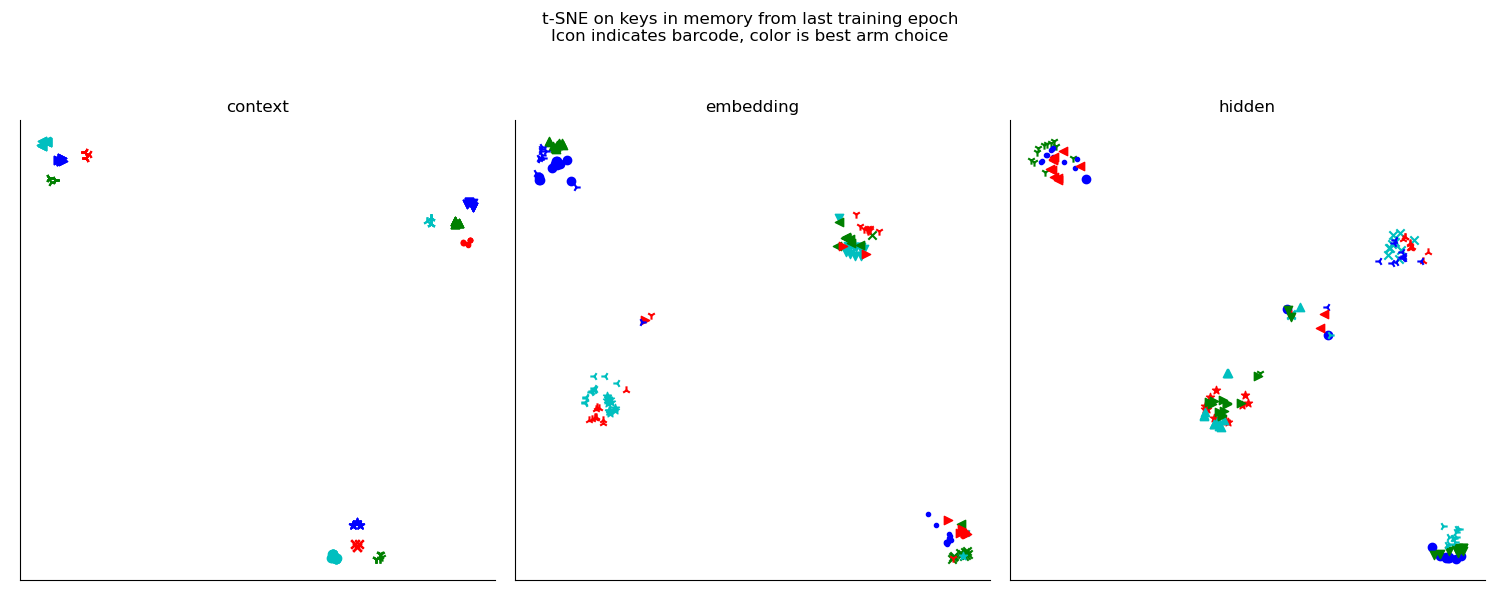 t-SNE on keys in memory from last training epoch
Icon indicates barcode, color is best arm choice
context
embedding
hidden